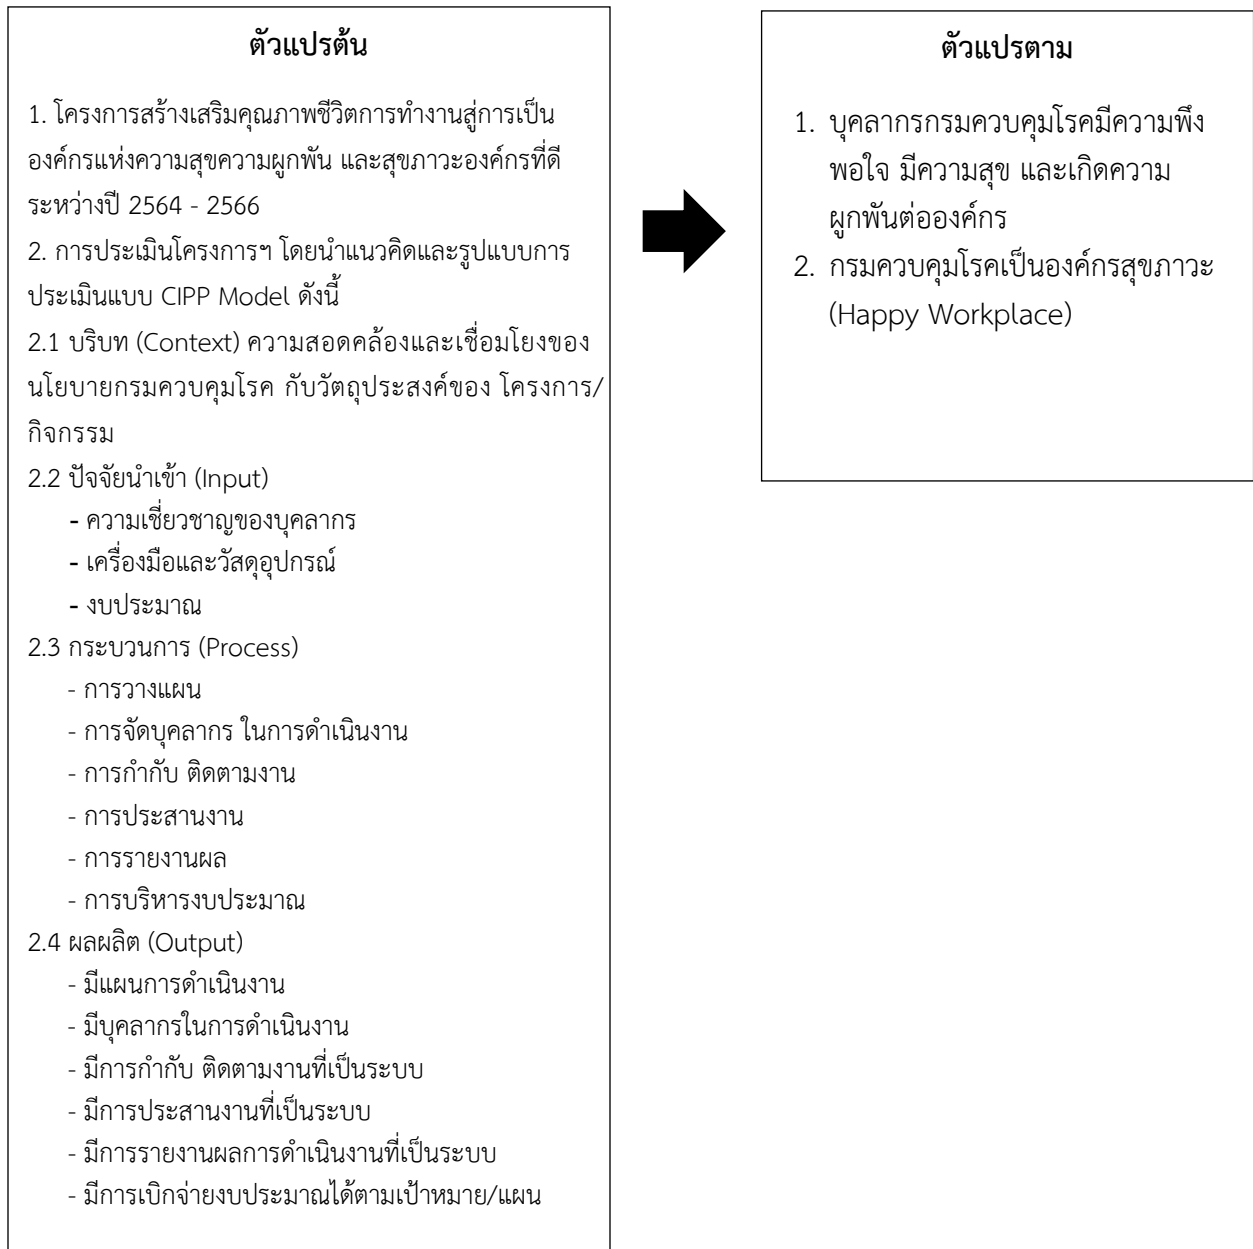 ตัวแปรต้น
1. โครงการสร้างเสริมคุณภาพชีวิตการทำงานสู่การเป็น
องค์กรแห่งความสุขความผูกพัน และสุขภาวะองค์กรที่ดี
ระหว่างปี 2564 - 2566
2. การประเมินโครงการฯ โดยนำแนวคิดและรูปแบบการ
ประเมินแบบ CIPP Model ดังนี้
2.1 บริบท (Context) ความสอดคล้องและเชื่อมโยงของ
นโยบายกรมควบคุมโรค กับวัตถุประสงค์ของ โครงการ/
กิจกรรม
2.2 ปัจจัยนำเข้า (Input)
- ความเชี่ยวชาญของบุคลากร
- เครื่องมือและวัสดุอุปกรณ์
- งบประมาณ
2.3 กระบวนการ (Process)
- การวางแผน
- การจัดบุคลากร ในการดำเนินงาน
- การกำกับ ติดตามงาน
- การประสานงาน
- การรายงานผล
- การบริหารงบประมาณ
2.4 ผลผลิต (Output)
- มีแผนการดำเนินงาน
- มีบุคลากรในการดำเนินงาน
- มีการกำกับ ติดตามงานที่เป็นระบบ
- มีการประสานงานที่เป็นระบบ
- มีการรายงานผลการดำเนินงานที่เป็นระบบ
- มีการเบิกจ่ายงบประมาณได้ตามเป้าหมาย/แผน
ตัวแปรตาม
1. บุคลากรกรมควบคุมโรคมีความพึง
พอใจ มีความสุข และเกิดความ
ผูกพันต่อองค์กร
2. กรมควบคุมโรคเป็นองค์กรสุขภาวะ
(Happy Workplace)